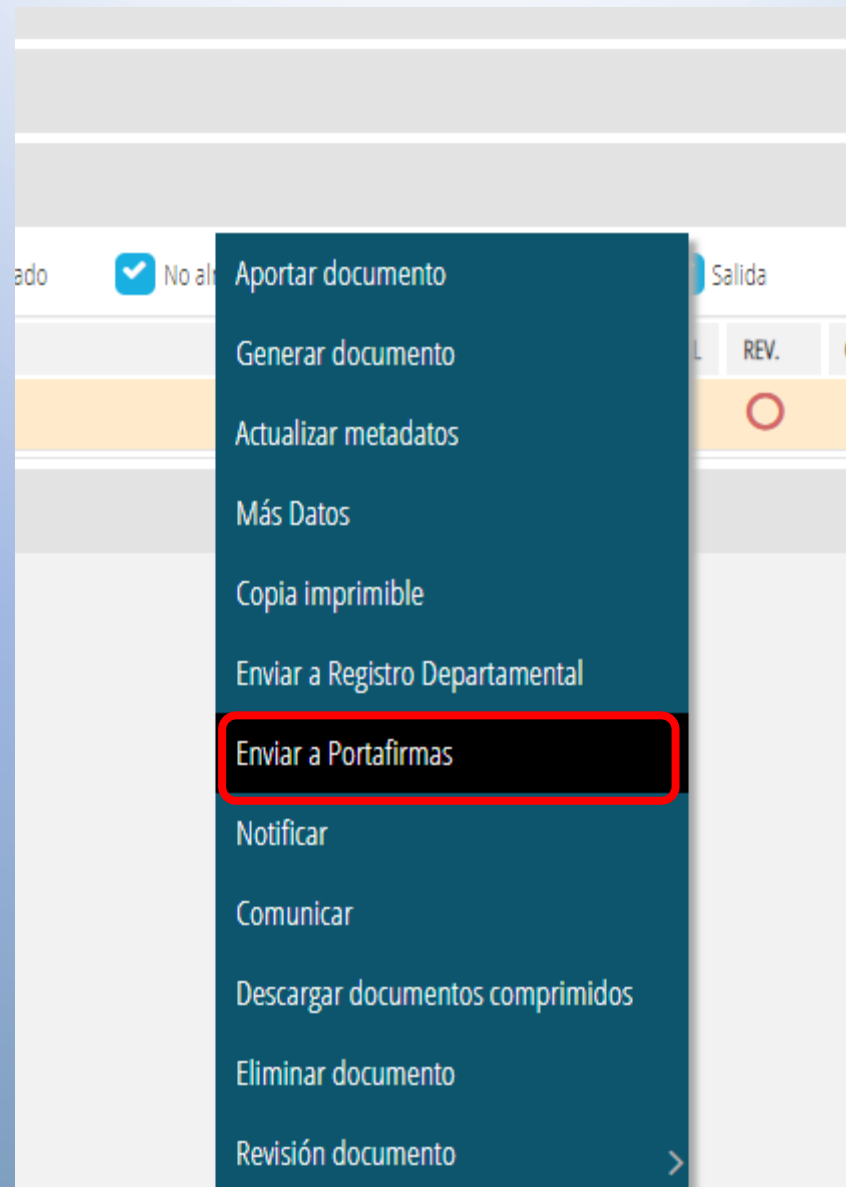 ado No al Aportar documento Salida
Generar documento L REV.
Actualizar metadatos
Más Datos
Copia imprimible
Enviar a Registro Departamental
Enviar a Portafirmas
Notificar
Comunicar
Descargar documentos comprimidos
Eliminar documento
Revisión documento